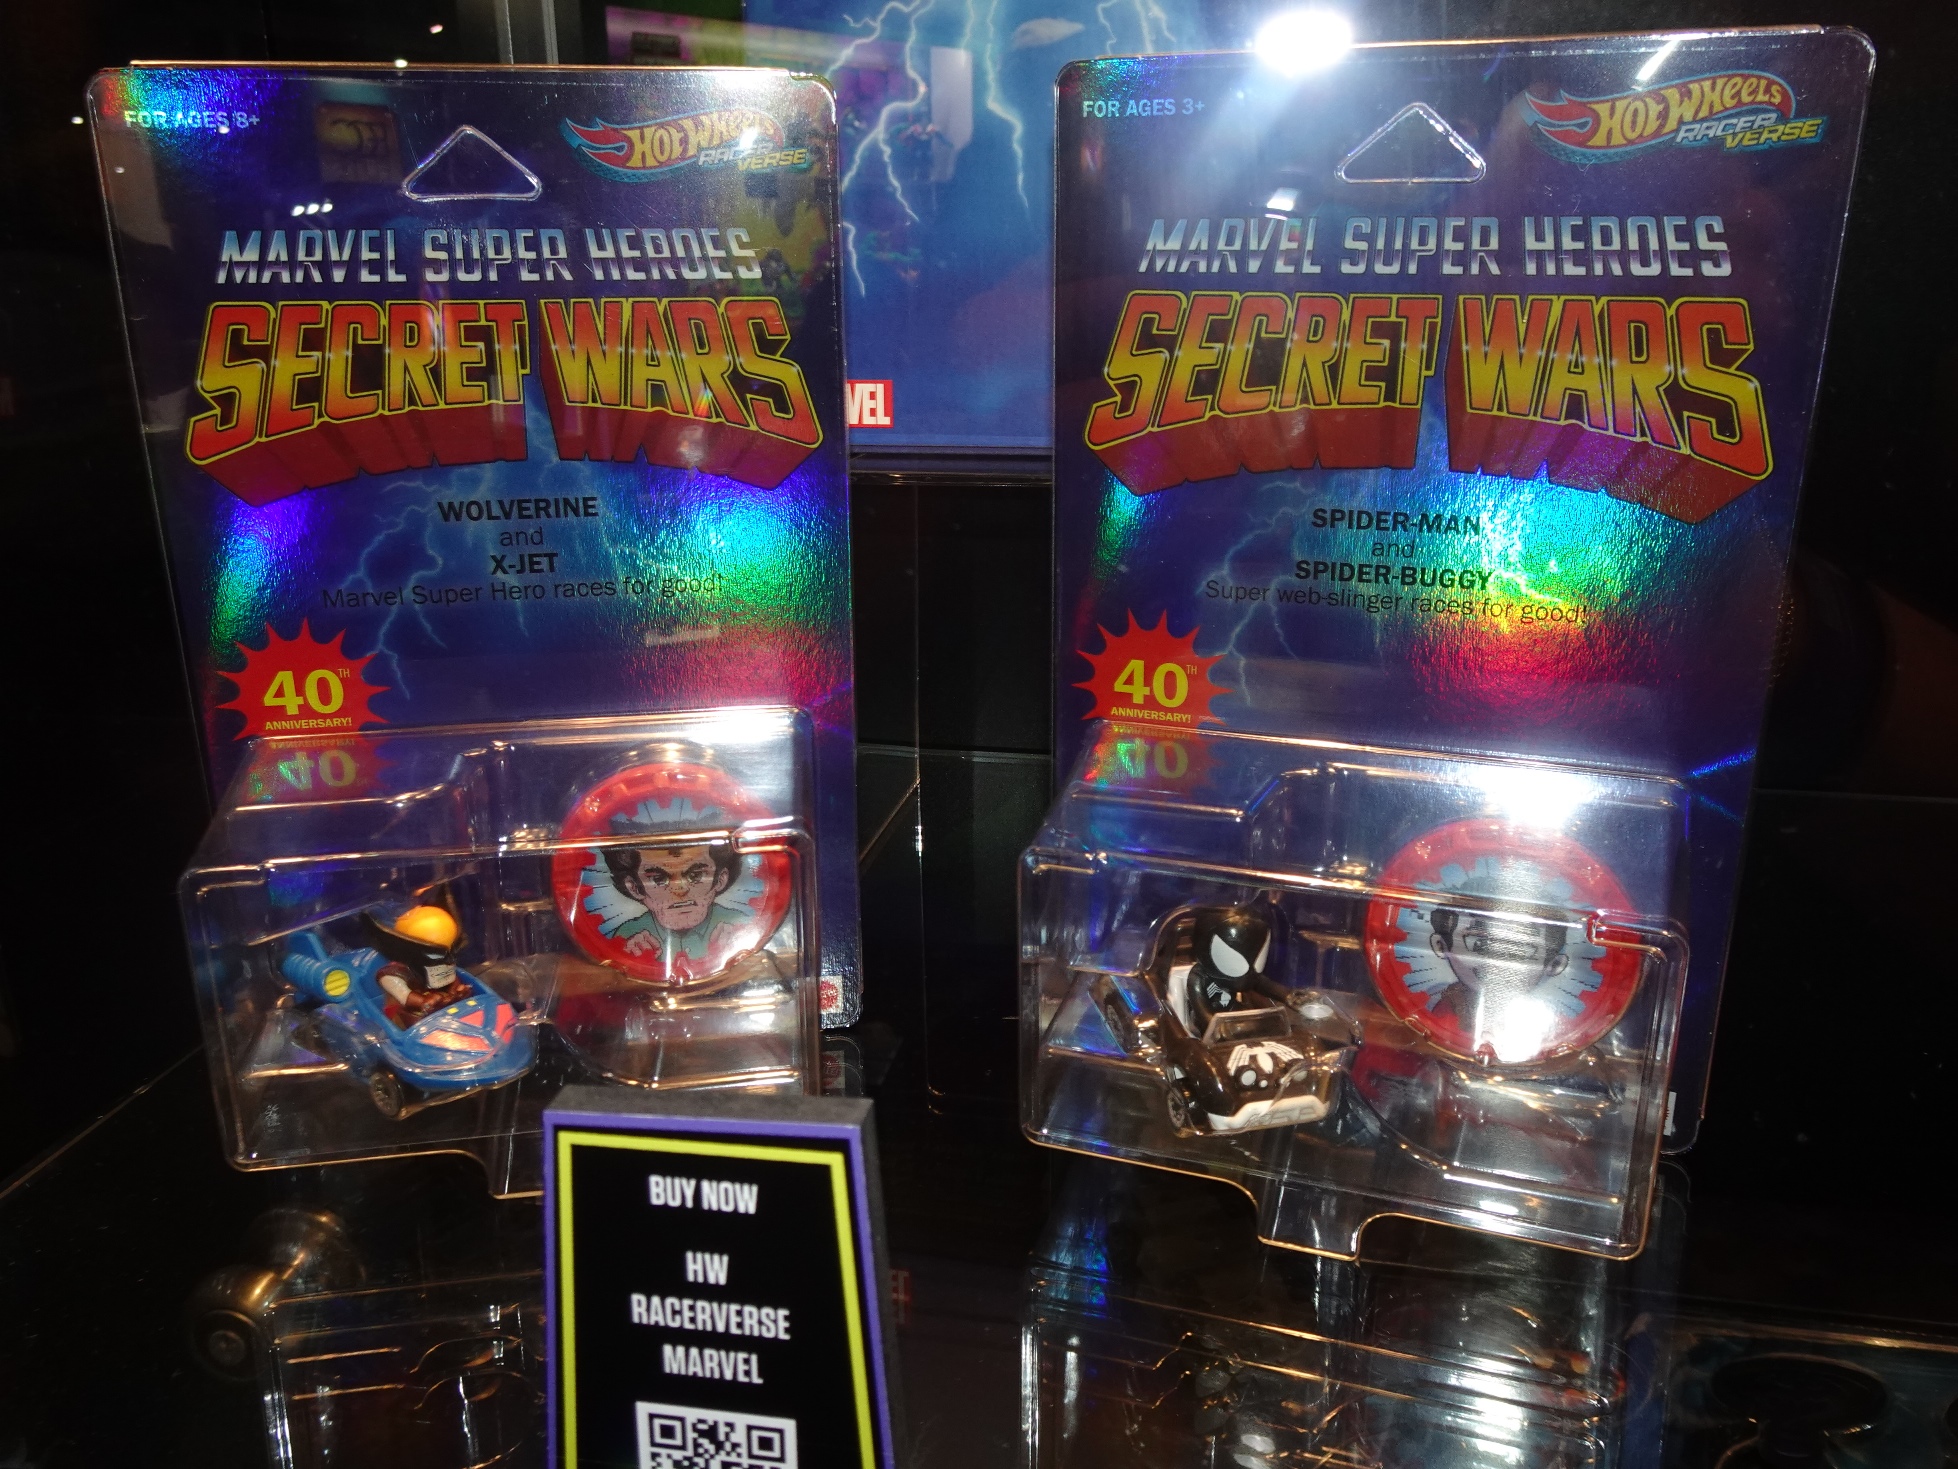 FOR AGES 8+
HOT WHEELS
RACER
VERSE
MARVEL SUPER HEROES
SECRET WARS
WOLVERINE
and
X-JET
Marvel Super Hero races for good!
40TH
ANNIVERSARY!
VEL
FOR AGES 3+
HOT WHEELS
RACER
VERSE
MARVEL SUPER HEROES
SECRET WARS
SPIDER-MAN
and
SPIDER-BUGGY
Super web-slinger races for good!
40TH
ANNIVERSARY!
BUY NOW
HW
RACERVERSE
MARVEL